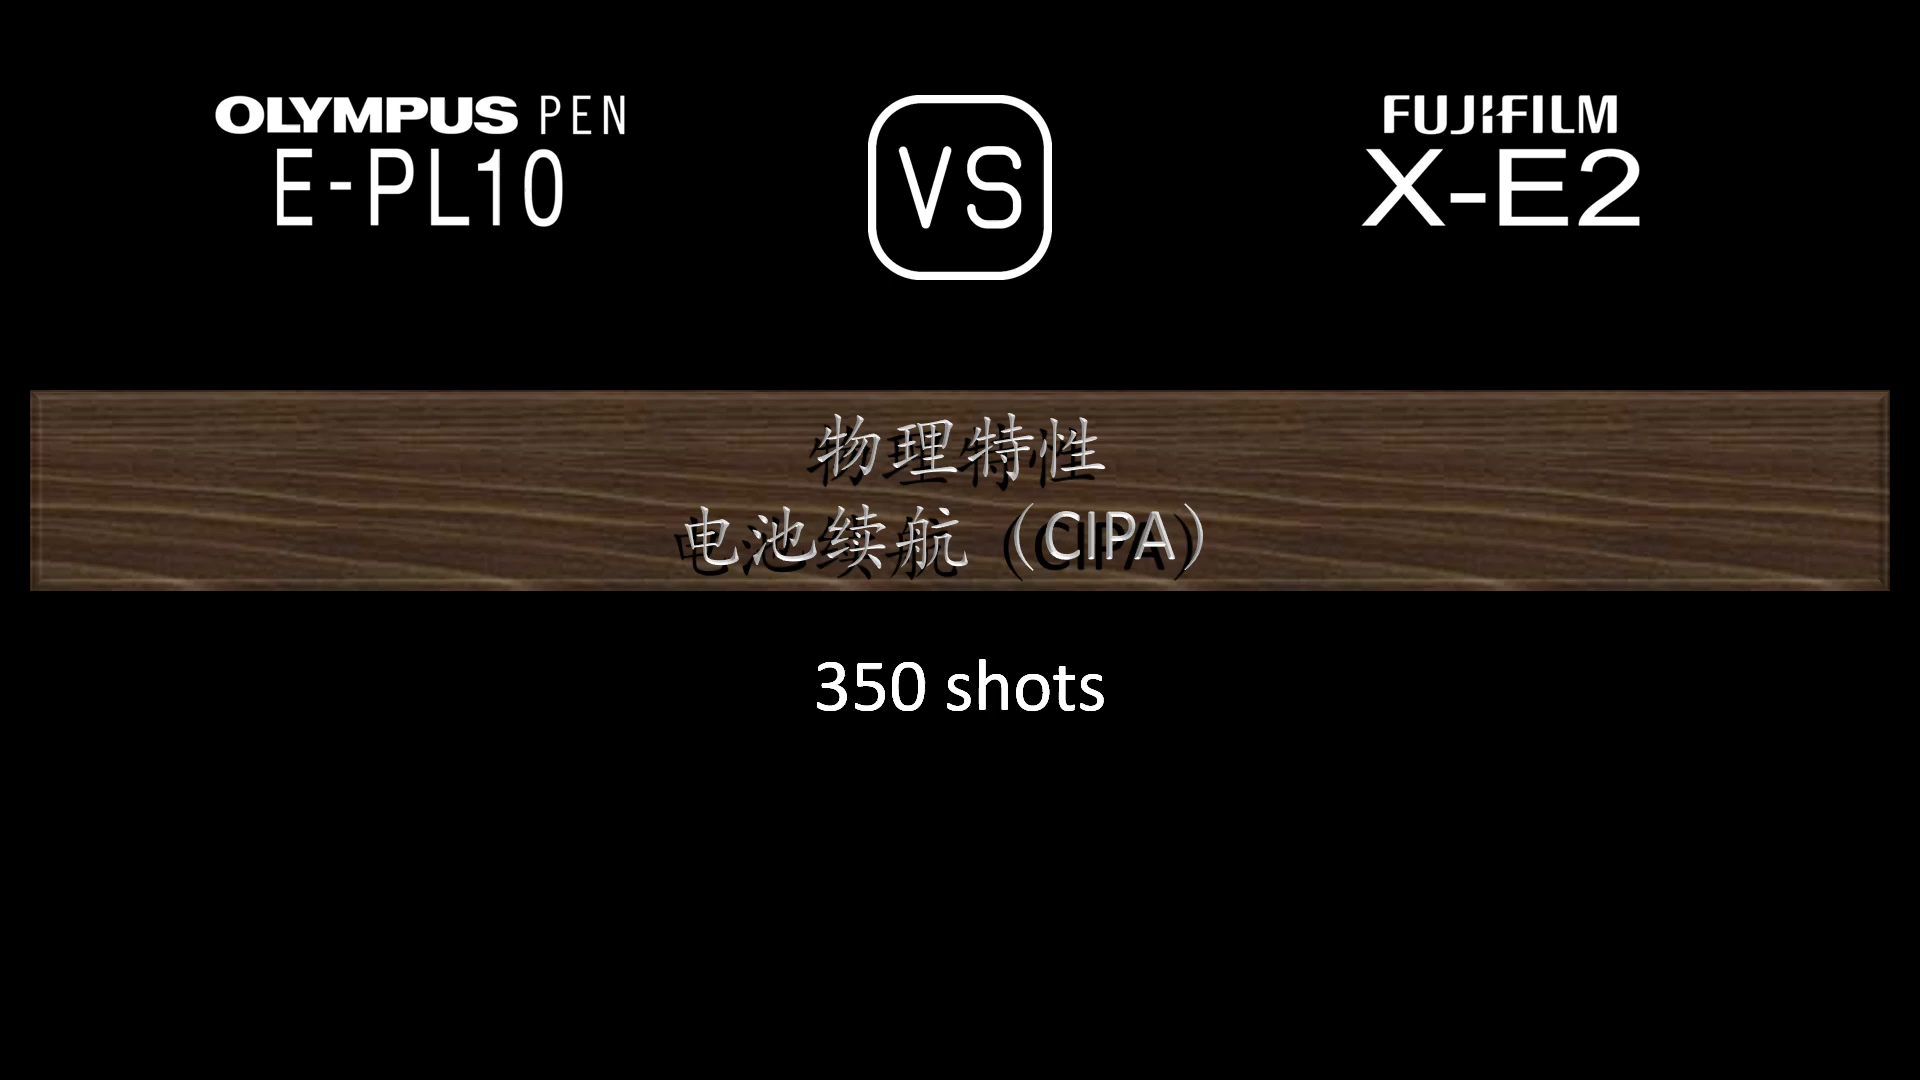 OLYMPUS PEN
E-PL10
VS
FUJIFILM
X-E2
物理特性
电池续航（CIPA）
350 shots